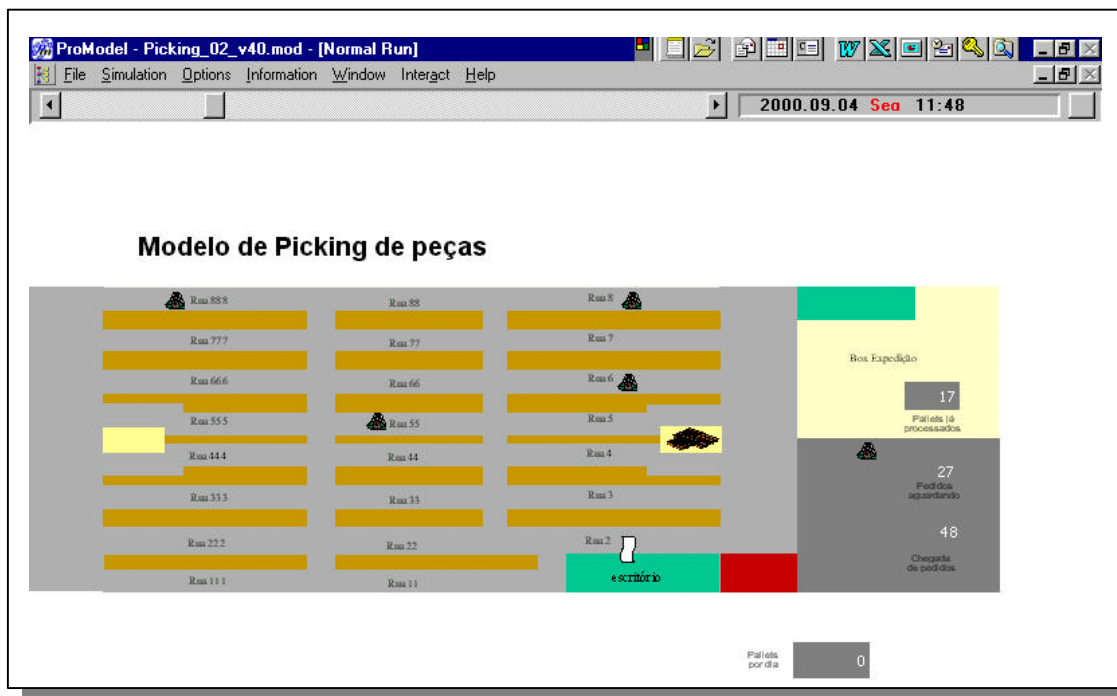 ProModel - Picking_02_v40.mod - [Normal Run]
File Simulation Options Information Window Interact Help
2000.09.04 Seg 11:48
Modelo de Picking de peças
Rua 888 Rua 88 Rua 8
Rua 777 Rua 77 Rua 7
Box Expedição
Rua 666 Rua 66 Rua 6
17
Pallets já
processados
Rua 555 Rua 55 Rua 5
Rua 444 Rua 44 Rua 4
27
Pedidos
aguardando
Rua 333 Rua 33 Rua 3
48
Rua 222 Rua 22 Rua 2
Chegada
de pedidos
escritório
Rua 111 Rua 11
Pallets
por dia
0